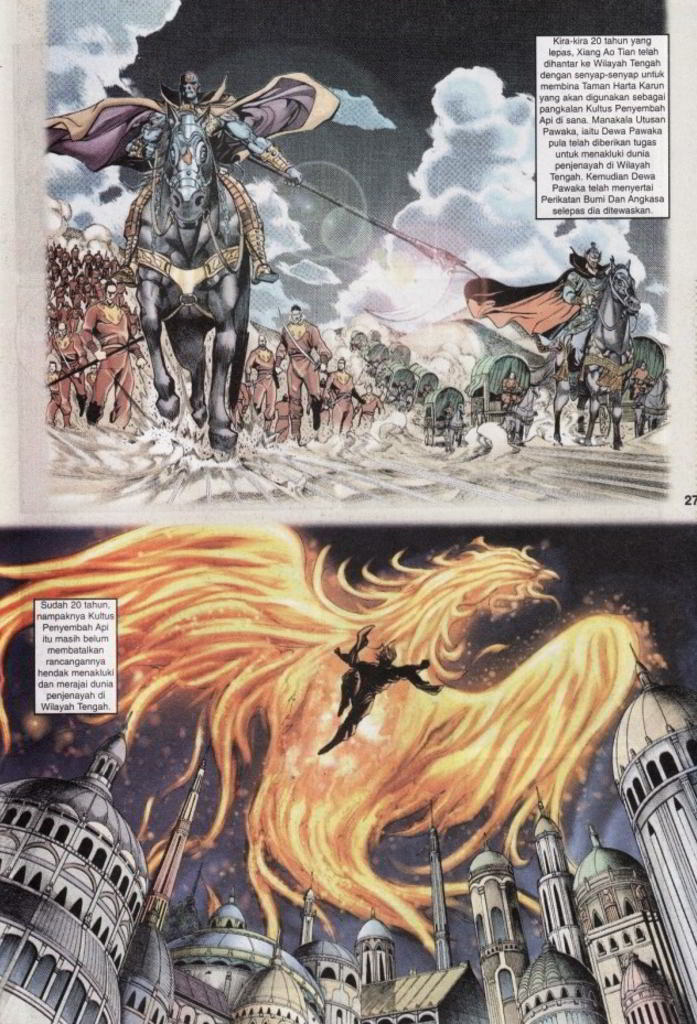 Kira-kira 20 tahun yang
lepas, Xiang Ao Tian telah
dihantar ke Wilayah Tengah
dengan senyap-senyap untuk
membina Taman Harta Karun
yang akan digunakan sebagai
pangkalan Kultus Penyembah
Api di sana. Manakala Utusan
Pawaka, iaitu Dewa Pawaka
pula telah diberikan tugas
untuk menakluki dunia
penjenayah di Wilayah
Tengah. Kemudian Dewa
Pawaka telah menyertai
Perikatan Bumi Dan Angkasa
selepas dia ditewaskan.
27
Sudah 20 tahun,
nampaknya Kultus
Penyembah Api
itu masih belum
membatalkan
rancangannya
hendak menakluki
dan merajai dunia
penjenayah di
Wilayah Tengah.